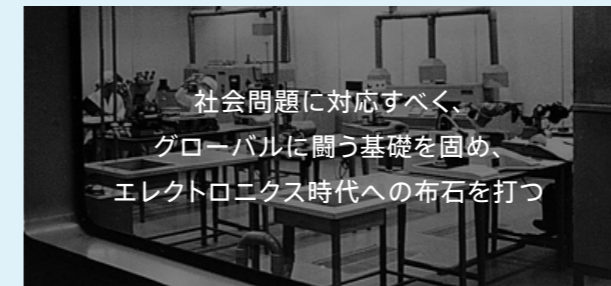 社会問題に対応すべく、
グローバルに闘う基礎を固め、
エレクトロニクス時代への布石を打つ